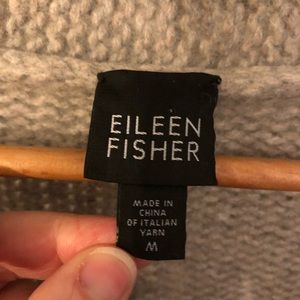 EILEEN
FISHER
MADE IN
CHINA
OF ITALIAN
YARN
M